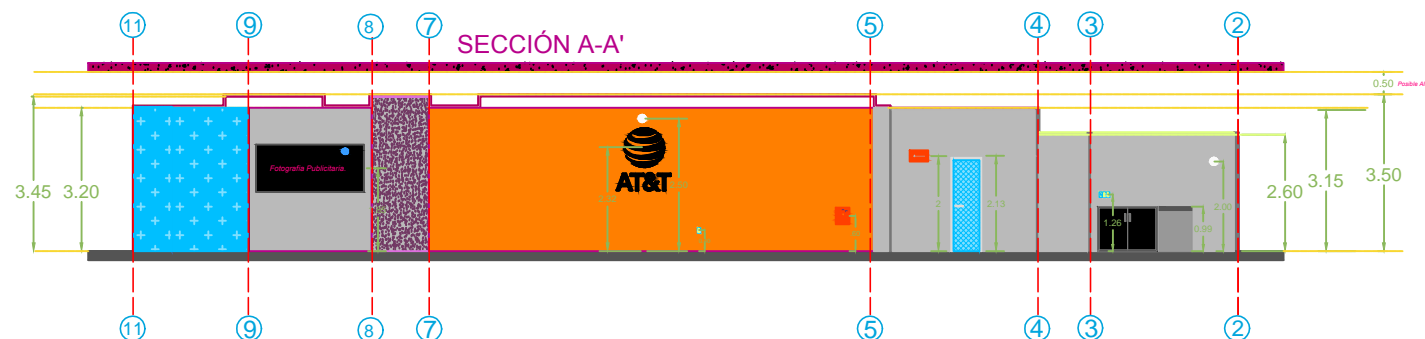 11 9 8 7 5 4 3 2
SECCIÓN A-A'
0.50 Posible
Fotografía Publicitaria.
AT&T
3.45 3.20
2.13
1.26
2.00
0.99
2.60
3.15
3.50
11 9 8 7 5 4 3 2